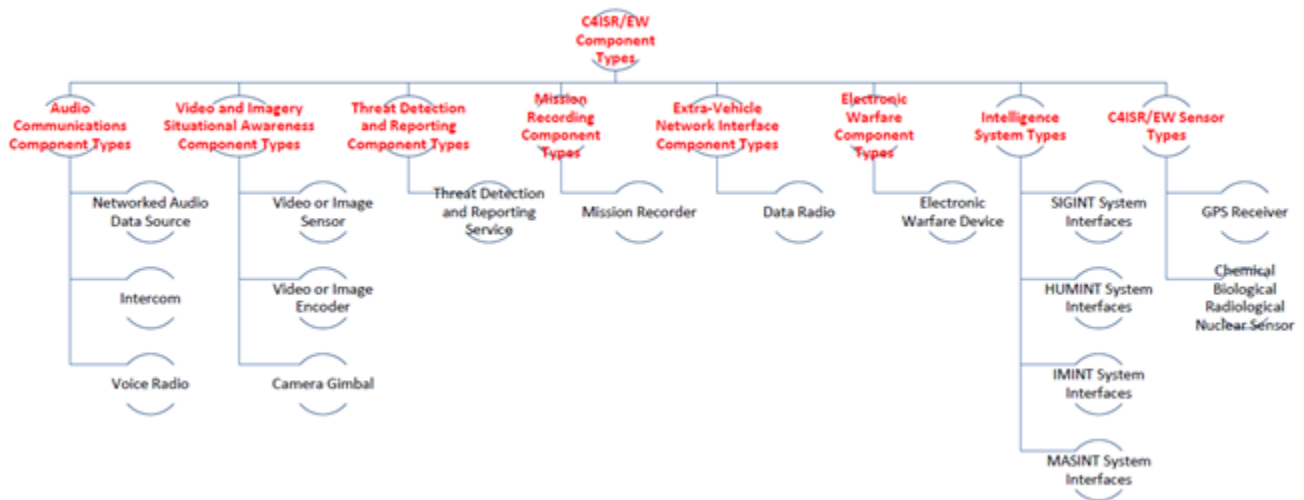 C4ISR/EW
Component
Types
Audio
Communications
Component Types
Video and Imagery
Situational Awareness
Component Types
Threat Detection
and Reporting
Component Types
Mission
Recording
Component
Types
Extra-Vehicle
Network Interface
Component Types
Electronic
Warfare
Component
Types
Intelligence
System Types
C4ISR/EW Sensor
Types
Networked Audio
Data Source
Intercom
Voice Radio
Video or Image
Sensor
Video or Image
Encoder
Camera Gimbal
Threat Detection
and Reporting
Service
Mission Recorder
Data Radio
Electronic
Warfare Device
SIGINT System
Interfaces
HUMINT System
Interfaces
IMINT System
Interfaces
MASINT System
Interfaces
GPS Receiver
Chemical
Biological
Radiological
Nuclear Sensor